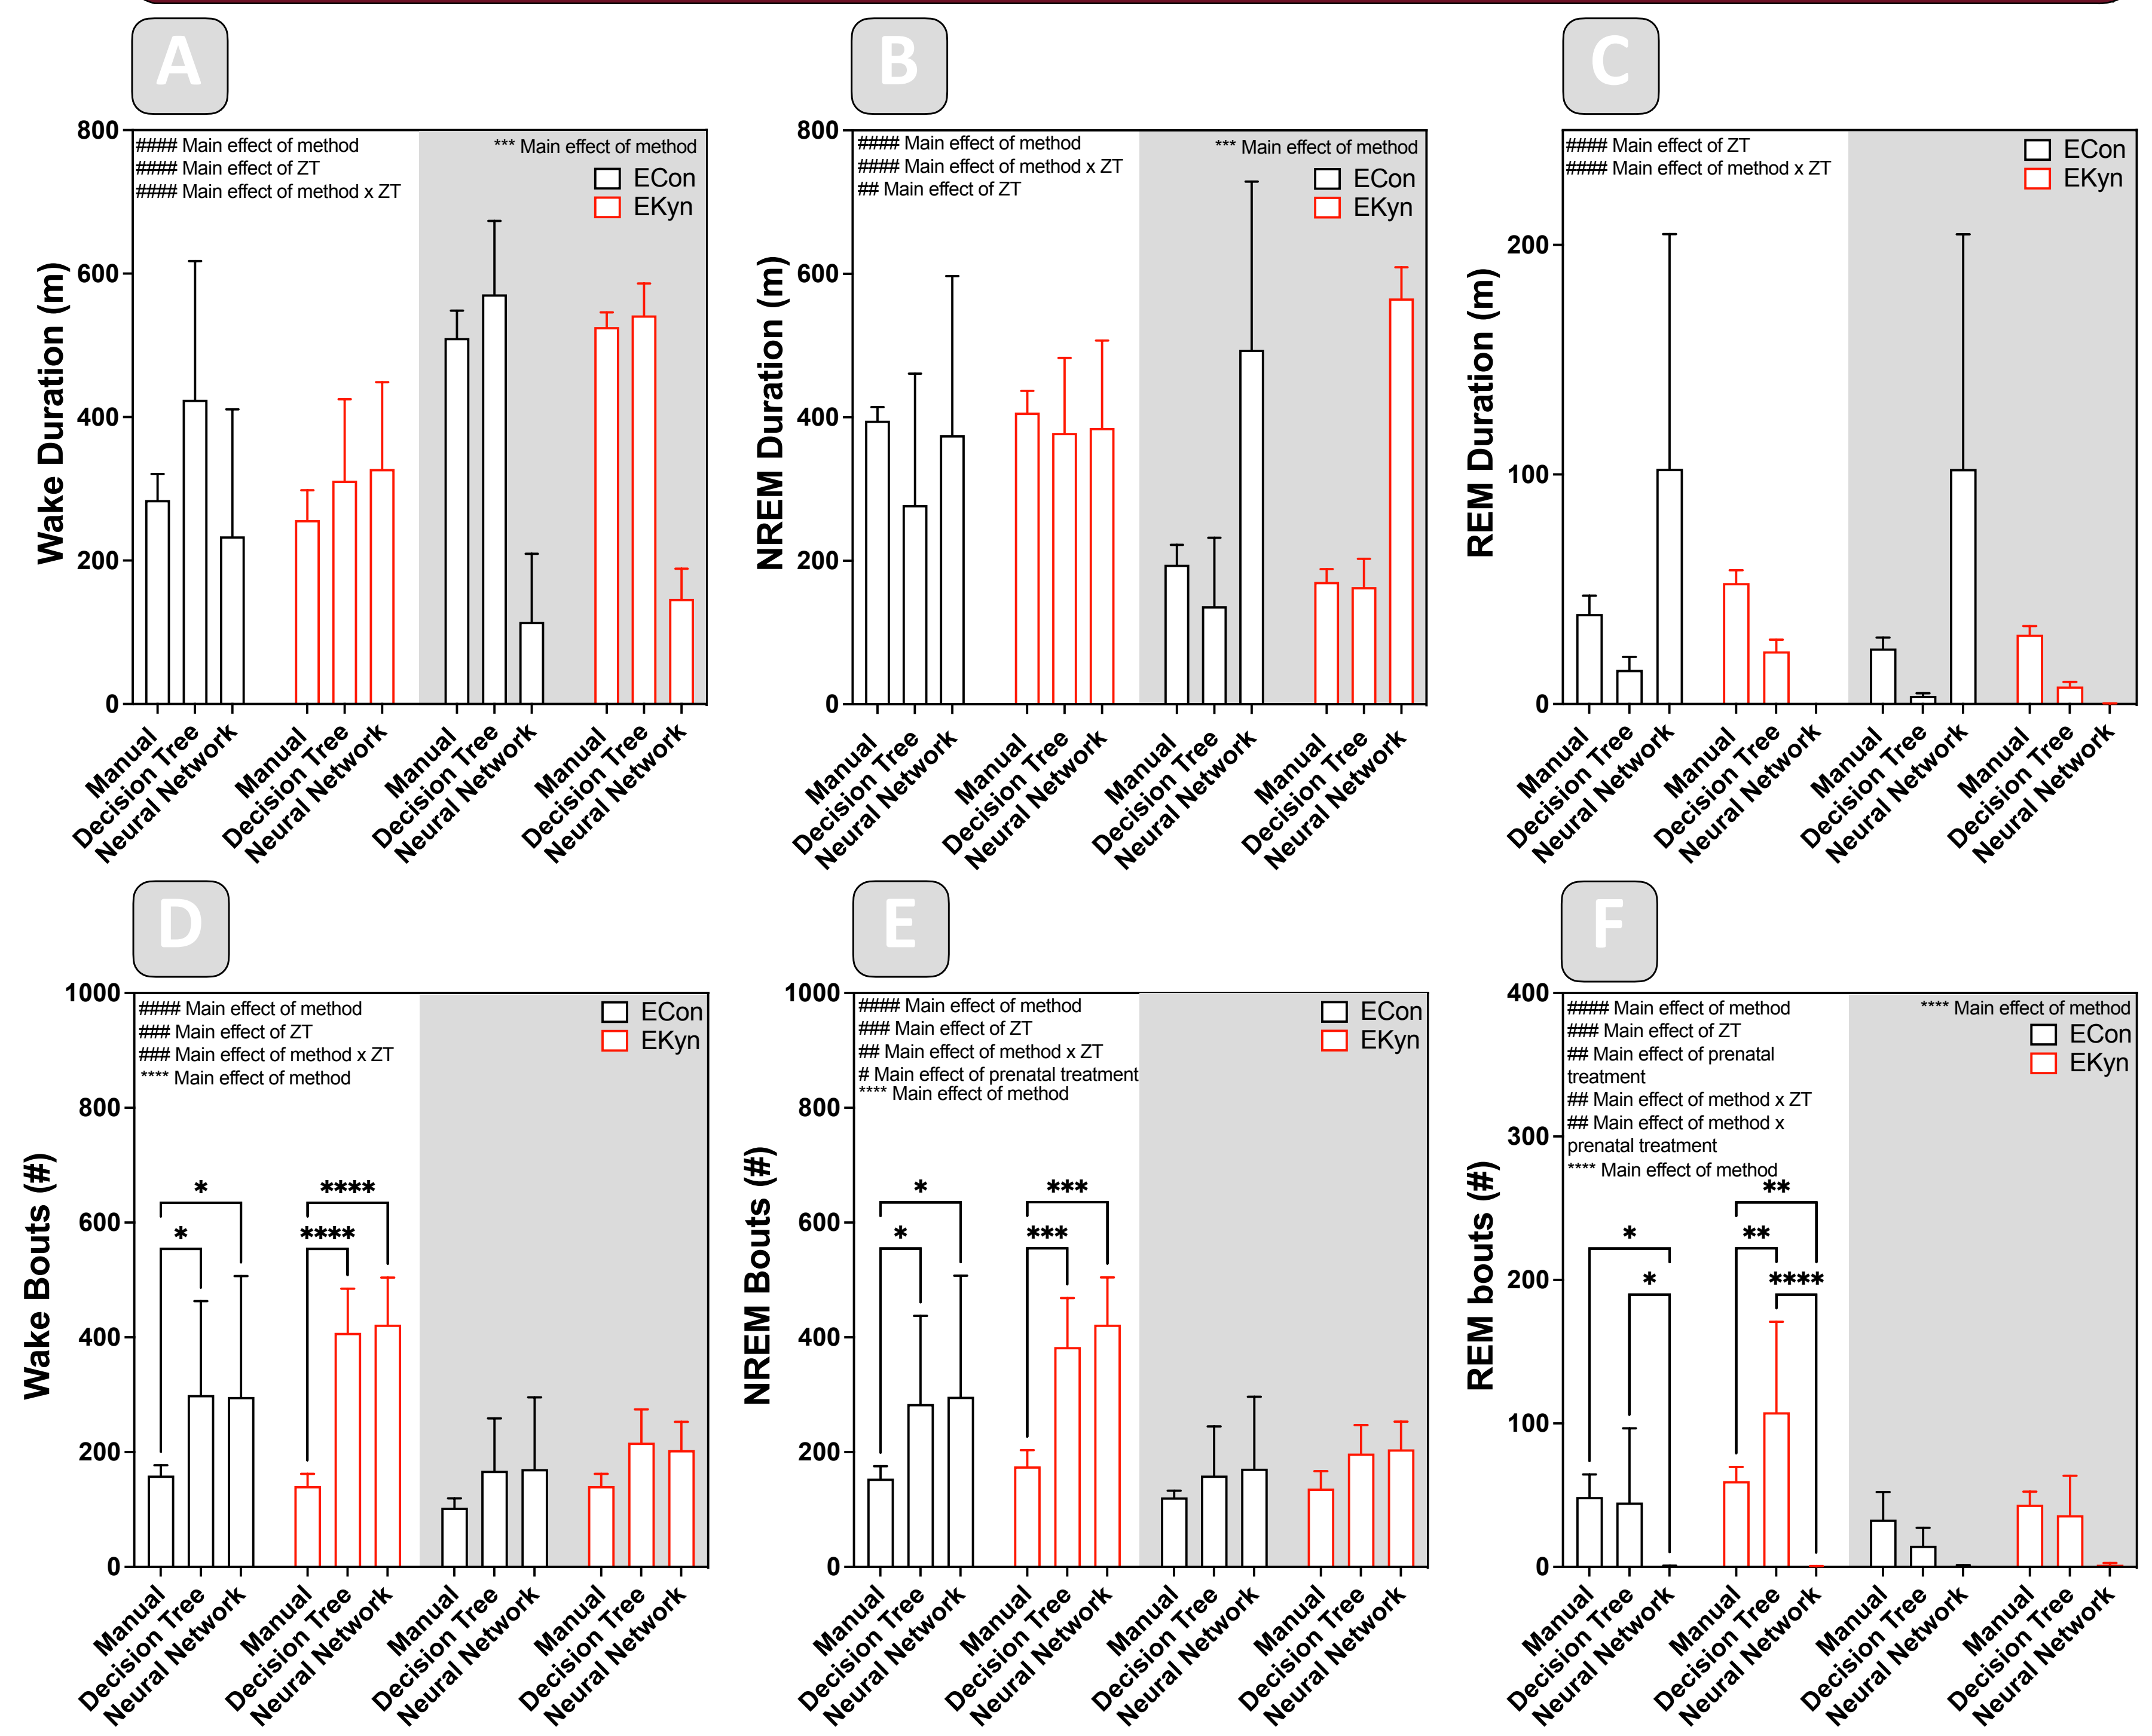 A
#### Main effect of method
#### Main effect of ZT
#### Main effect of method x ZT
*** Main effect of method
ECon
EKyn
Wake Duration (m)
800
600
400
200
0
Manual
Decision Tree
Neural Network
Manual
Decision Tree
Neural Network
Manual
Decision Tree
Neural Network
Manual
Decision Tree
Neural Network
B
#### Main effect of method
#### Main effect of method x ZT
## Main effect of ZT
*** Main effect of method
ECon
EKyn
NREM Duration (m)
800
600
400
200
0
Manual
Decision Tree
Neural Network
Manual
Decision Tree
Neural Network
Manual
Decision Tree
Neural Network
Manual
Decision Tree
Neural Network
C
#### Main effect of ZT
#### Main effect of method x ZT
ECon
EKyn
REM Duration (m)
200
100
0
Manual
Decision Tree
Neural Network
Manual
Decision Tree
Neural Network
Manual
Decision Tree
Neural Network
Manual
Decision Tree
Neural Network
D
#### Main effect of method
### Main effect of ZT
### Main effect of method x ZT
**** Main effect of method
ECon
EKyn
Wake Bouts (#)
1000
800
600
400
200
0
*
*
****
****
Manual
Decision Tree
Neural Network
Manual
Decision Tree
Neural Network
Manual
Decision Tree
Neural Network
Manual
Decision Tree
Neural Network
E
#### Main effect of method
### Main effect of ZT
## Main effect of method x ZT
# Main effect of prenatal treatment
**** Main effect of method
ECon
EKyn
NREM Bouts (#)
1000
800
600
400
200
0
*
*
***
***
Manual
Decision Tree
Neural Network
Manual
Decision Tree
Neural Network
Manual
Decision Tree
Neural Network
Manual
Decision Tree
Neural Network
F
#### Main effect of method
### Main effect of ZT
## Main effect of prenatal
treatment
## Main effect of method x ZT
## Main effect of method x
prenatal treatment
**** Main effect of method
**** Main effect of method
ECon
EKyn
REM bouts (#)
400
300
200
100
0
*
*
**
**
****
Manual
Decision Tree
Neural Network
Manual
Decision Tree
Neural Network
Manual
Decision Tree
Neural Network
Manual
Decision Tree
Neural Network